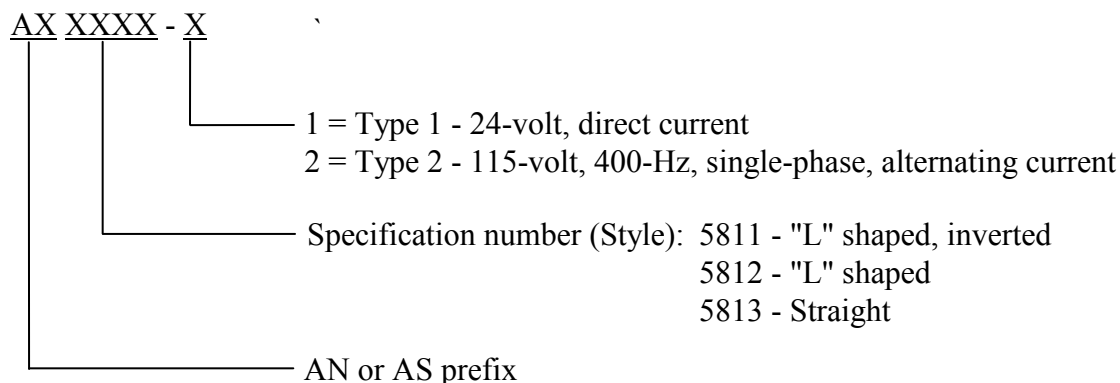 AX XXXX - X `
1 = Type 1 - 24-volt, direct current
2 = Type 2 - 115-volt, 400-Hz, single-phase, alternating current
Specification number (Style): 5811 - "L" shaped, inverted
5812 - "L" shaped
5813 - Straight
AN or AS prefix